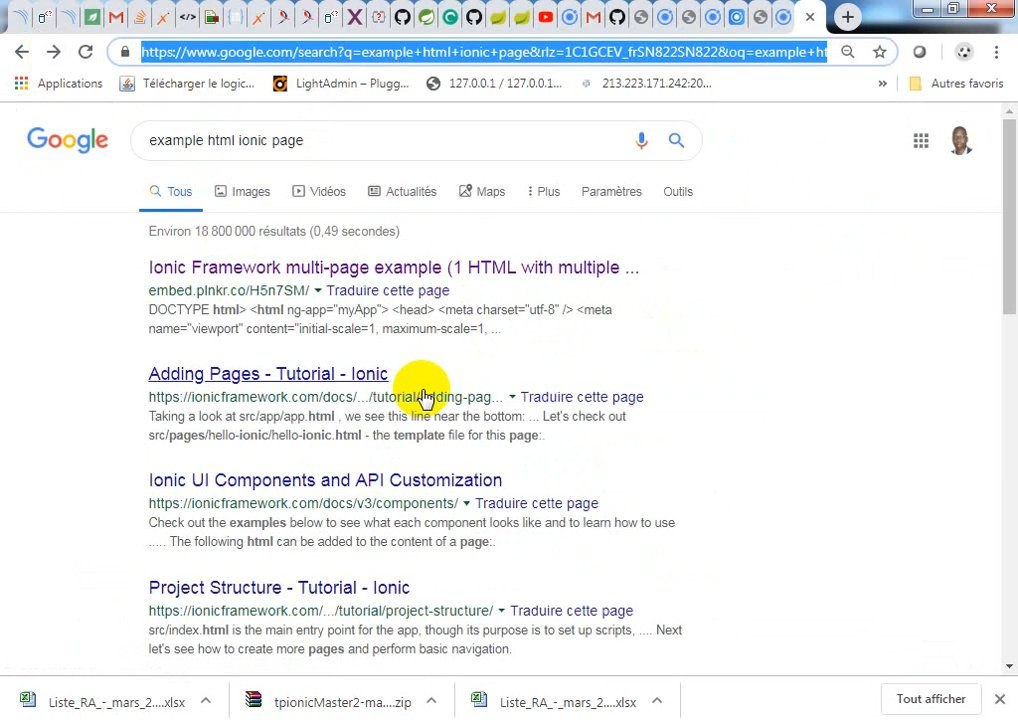 https://www.google.com/search?q=example+html+ionic+page&rlz=1C1GCEV_frSN822SN822&oq=example+ht
Applications
Télécharger le logic...
LightAdmin – Plugg...
127.0.0.1 / 127.0.0.1...
213.223.171.242:20...
»
Autres favoris
Google
example html ionic page
Tous
Images
Vidéos
Actualités
Maps
Plus
Paramètres
Outils
Environ 18 800 000 résultats (0,49 secondes)
Ionic Framework multi-page example (1 HTML with multiple ...
embed.plnkr.co/H5n7SM/ Traduire cette page
DOCTYPE html> <html ng-app="myApp"> <head> <meta charset="utf-8" /> <meta
name="viewport" content="initial-scale=1, maximum-scale=1, ...
Adding Pages - Tutorial - Ionic
https://ionicframework.com/docs/.../tutorial/adding-pag... Traduire cette page
Taking a look at src/app/app.html , we see this line near the bottom: ... Let's check out
src/pages/hello-ionic/hello-ionic.html - the template file for this page:.
Ionic UI Components and API Customization
https://ionicframework.com/docs/v3/components/ Traduire cette page
Check out the examples below to see what each component looks like and to learn how to use
..... The following html can be added to the content of a page:.
Project Structure - Tutorial - Ionic
https://ionicframework.com/.../tutorial/project-structure/ Traduire cette page
src/index.html is the main entry point for the app, though its purpose is to set up scripts, .... Next
let's see how to create more pages and perform basic navigation.
Liste_RA_-_mars_2....xlsx
tpionicMaster2-ma....zip
Liste_RA_-_mars_2....xlsx
Tout afficher